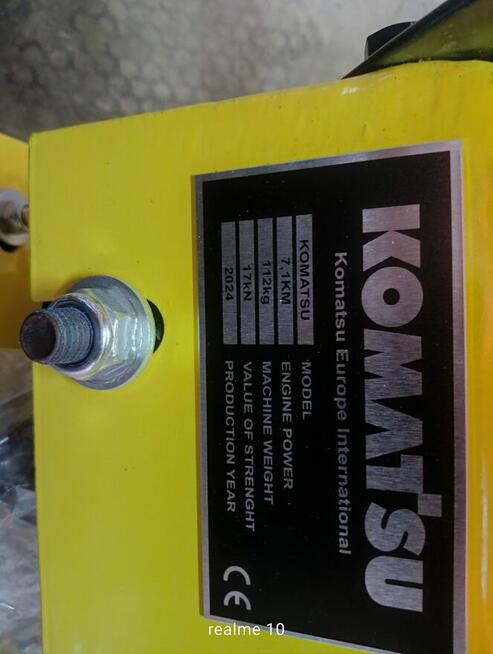 KOMATSU
Komatsu Europe International
KOMATSU MODEL
7,1KM ENGINE POWER
112kg MACHINE WEIGHT
17kN VALUE OF STRENGHT
2024 PRODUCTION YEAR
CE
realme 10